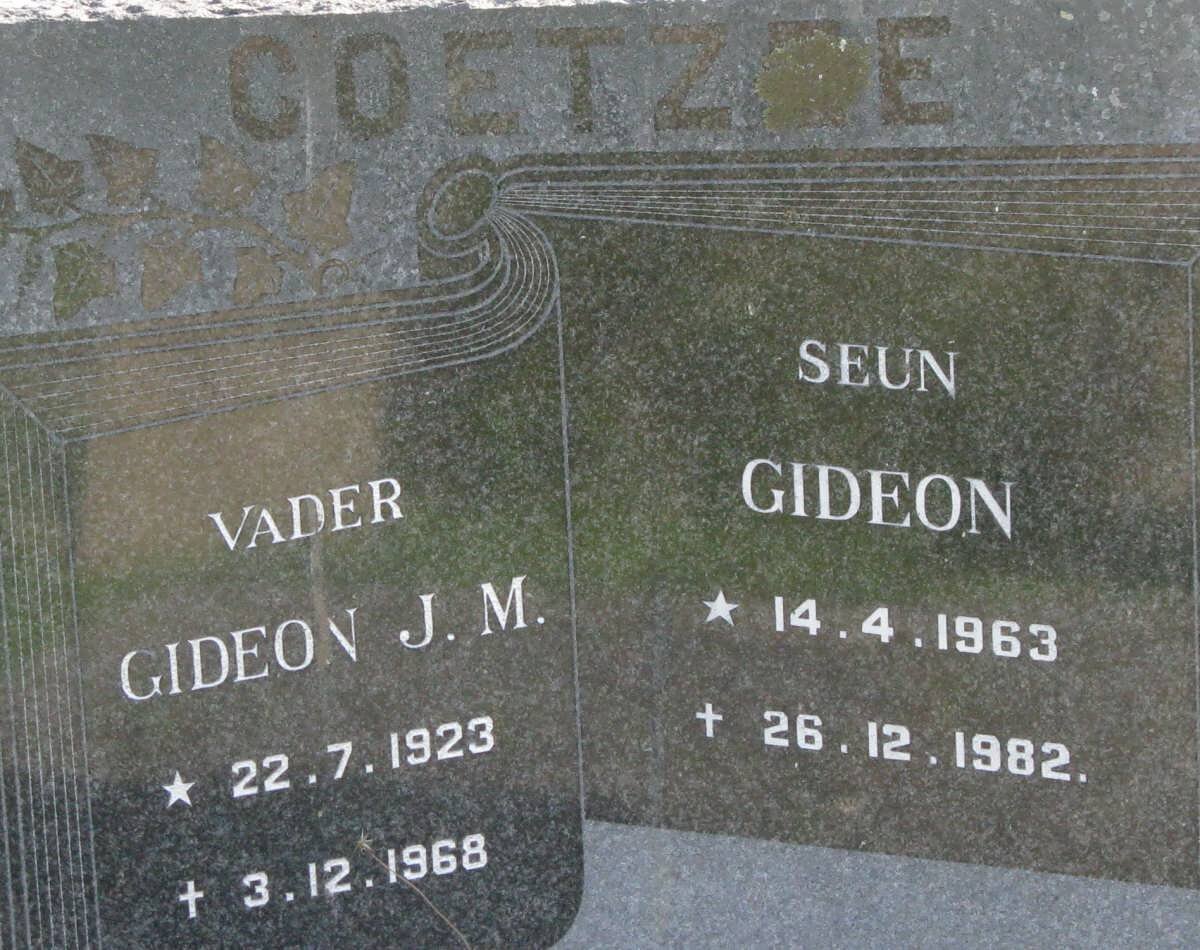 COETZEE
VADER
GIDEON J. M.
★ 22.7.1923
✝ 3.12.1968
SEUN
GIDEON
★ 14.4.1963
✝ 26.12.1982.